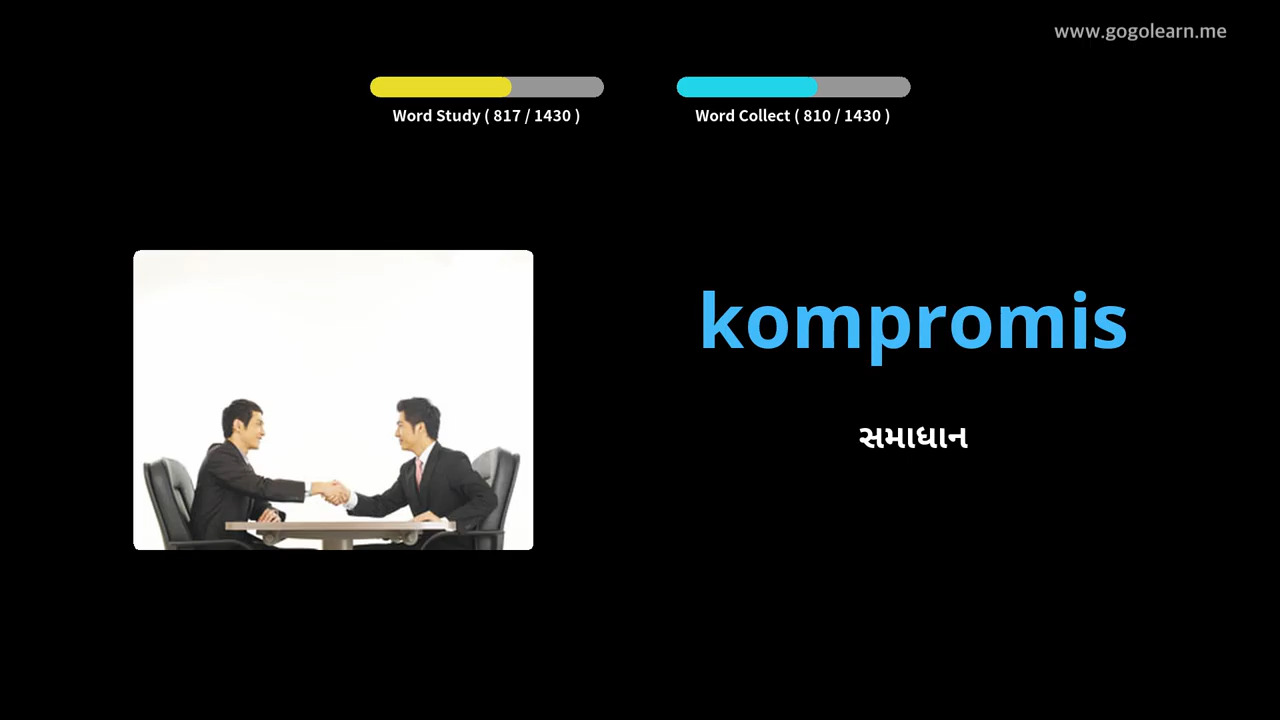 www.gogolearn.me
Word Study ( 817 / 1430 )
Word Collect ( 810 / 1430 )
kompromis
સમાધાન